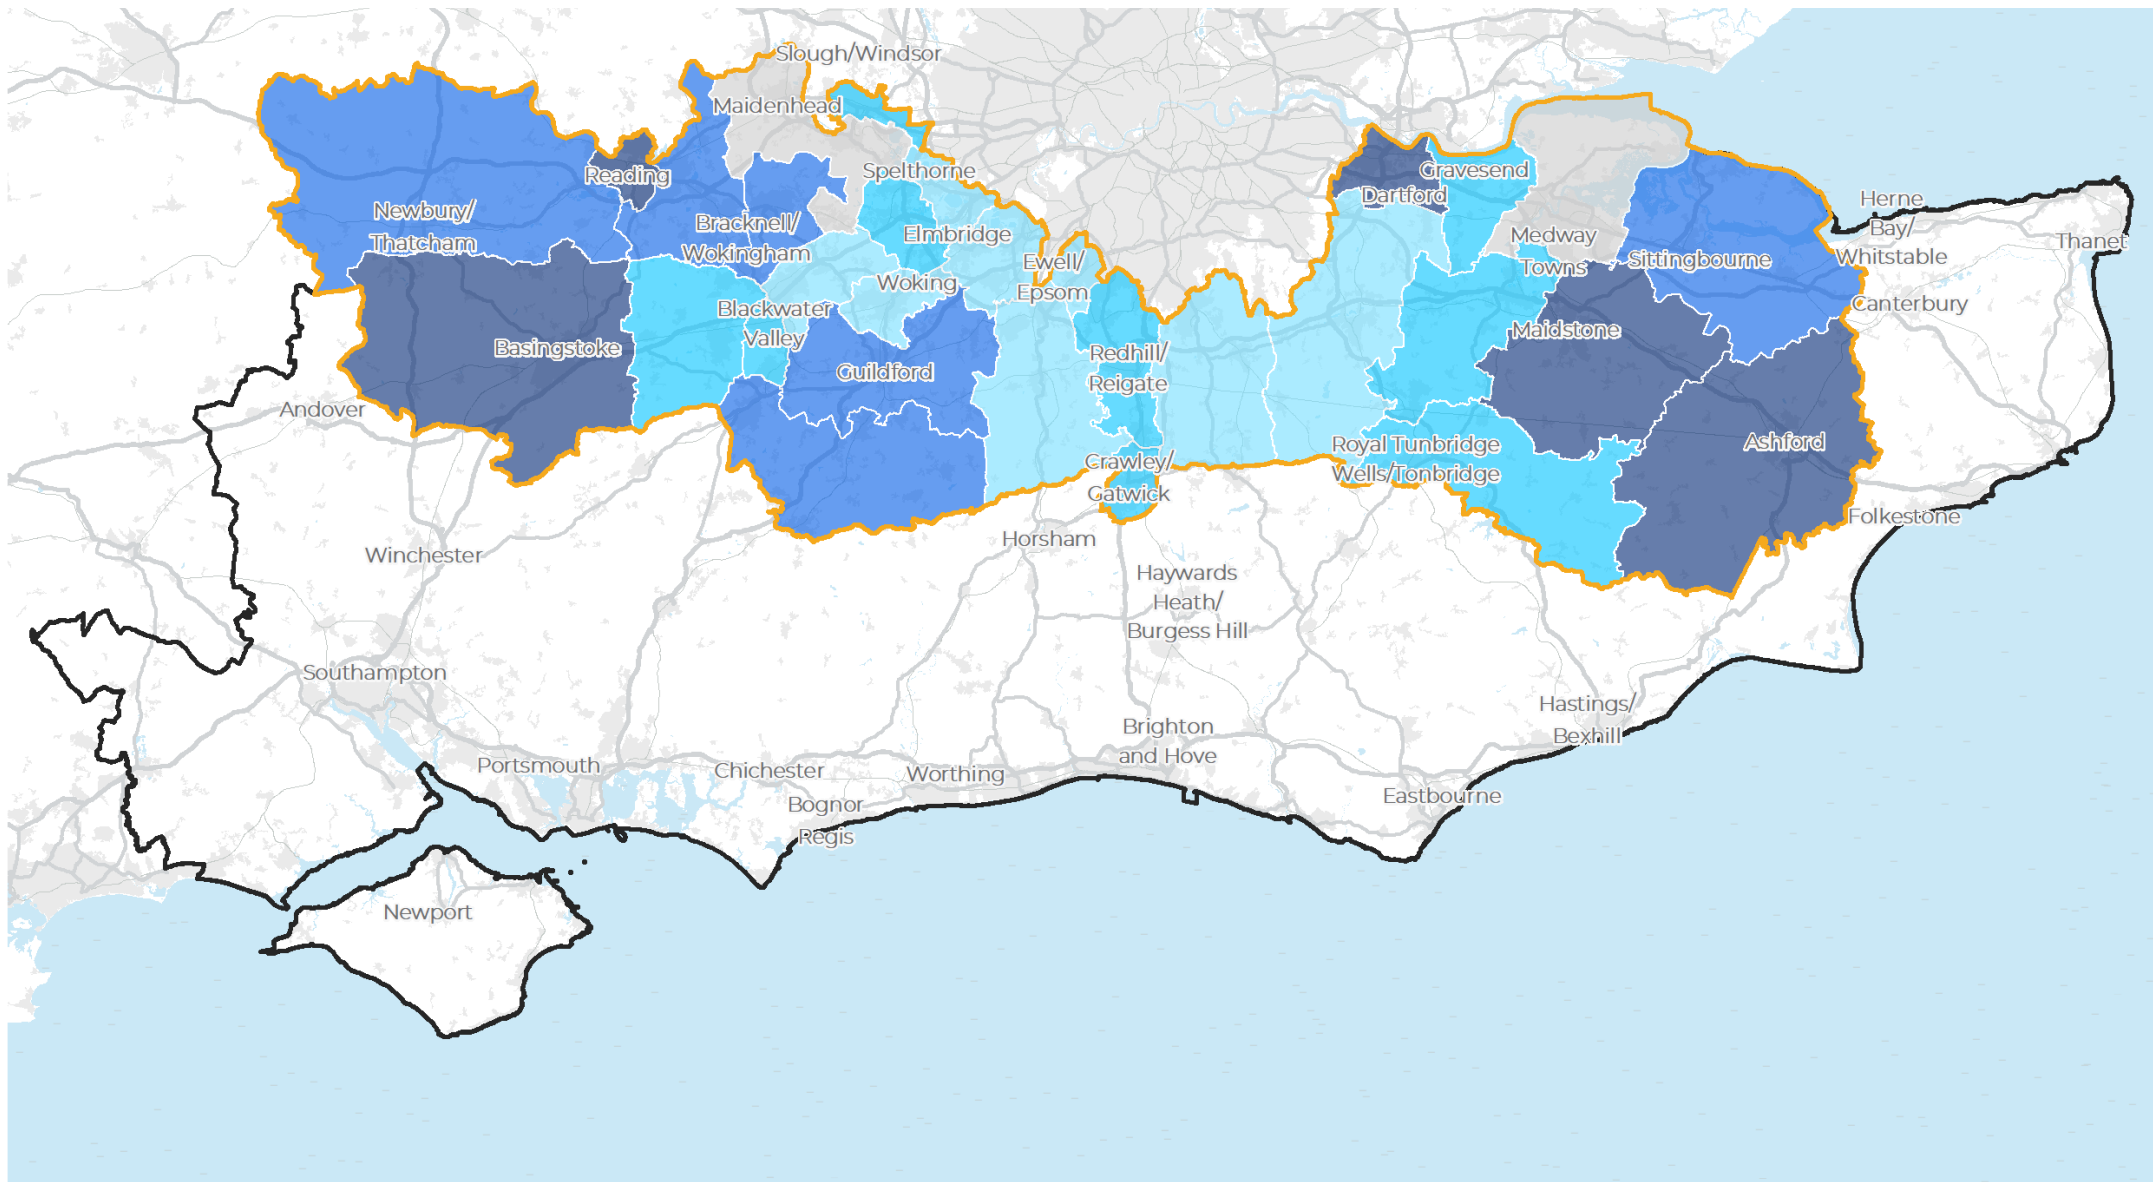 Slough/Windsor
Maidenhead
Spelthorne
Reading
Newbury/
Thatcham
Bracknell/
Wokingham
Elmbridge
Ewell/
Epsom
Woking
Blackwater
Valley
Basingstoke
Guildford
Redhill/
Reigate
Dartford
Gravesend
Medway
Towns
Sittingbourne
Herne
Bay/
Whitstable
Thanet
Canterbury
Maidstone
Ashford
Royal Tunbridge
Wells/Tonbridge
Crawley/
Gatwick
Folkestone
Andover
Winchester
Horsham
Haywards
Heath/
Burgess Hill
Southampton
Portsmouth
Chichester
Bognor
Regis
Worthing
Brighton
and Hove
Hastings/
Bexhill
Eastbourne
Newport